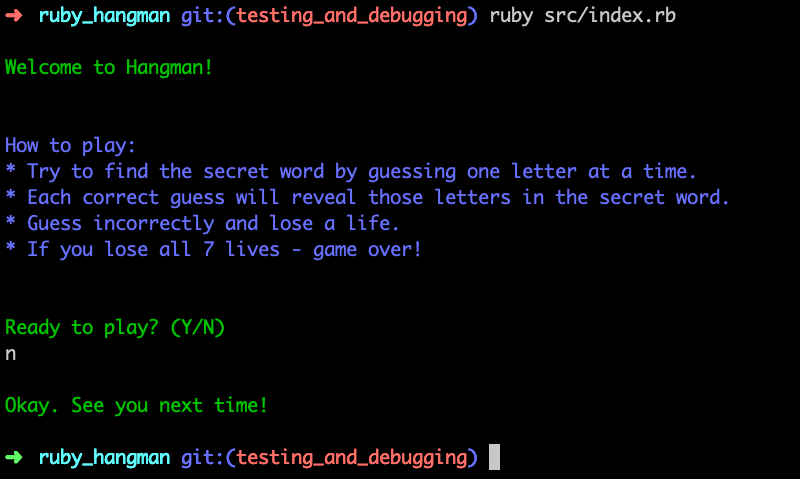 ➜ ruby_hangman git:(testing_and_debugging) ruby src/index.rb
Welcome to Hangman!
How to play:
* Try to find the secret word by guessing one letter at a time.
* Each correct guess will reveal those letters in the secret word.
* Guess incorrectly and lose a life.
* If you lose all 7 lives - game over!
Ready to play? (Y/N)
n
Okay. See you next time!
➜ ruby_hangman git:(testing_and_debugging)